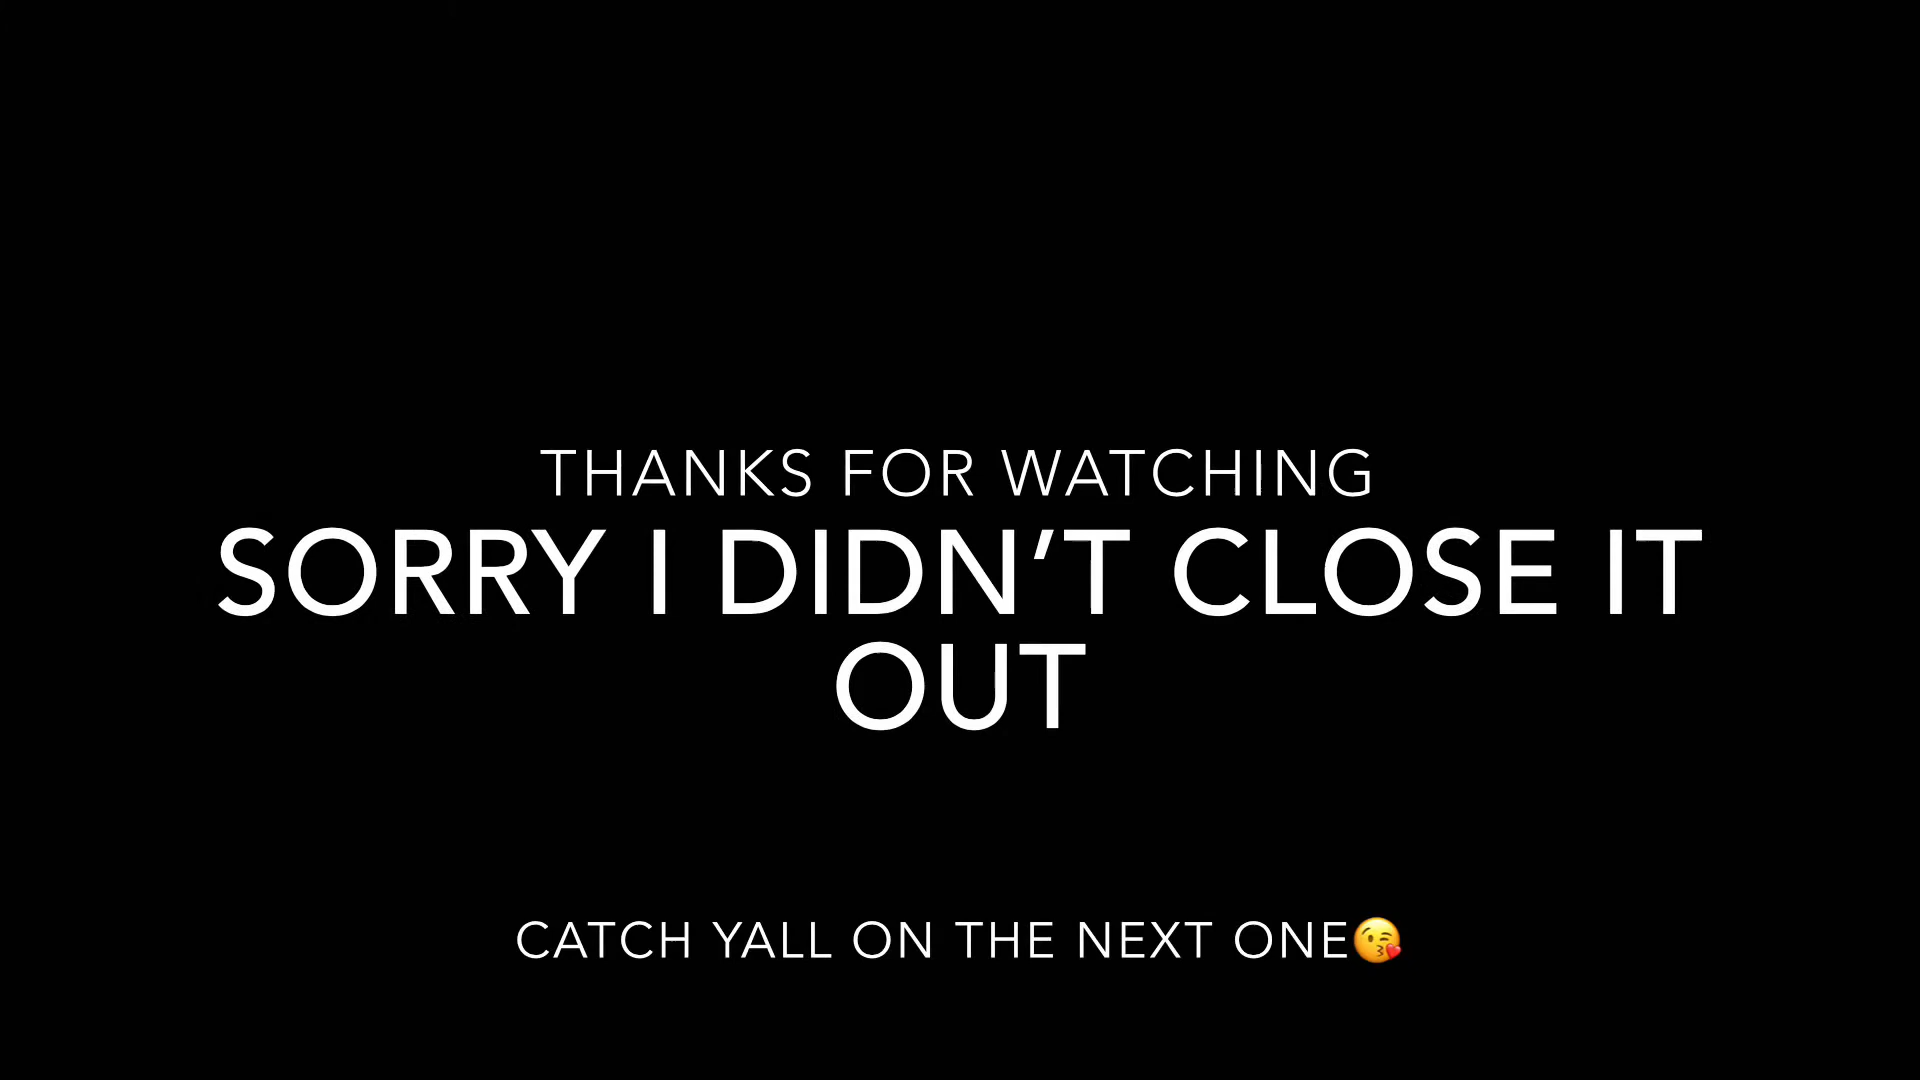 THANKS FOR WATCHING
SORRY I DIDN’T CLOSE IT
OUT
CATCH YALL ON THE NEXT ONE😘